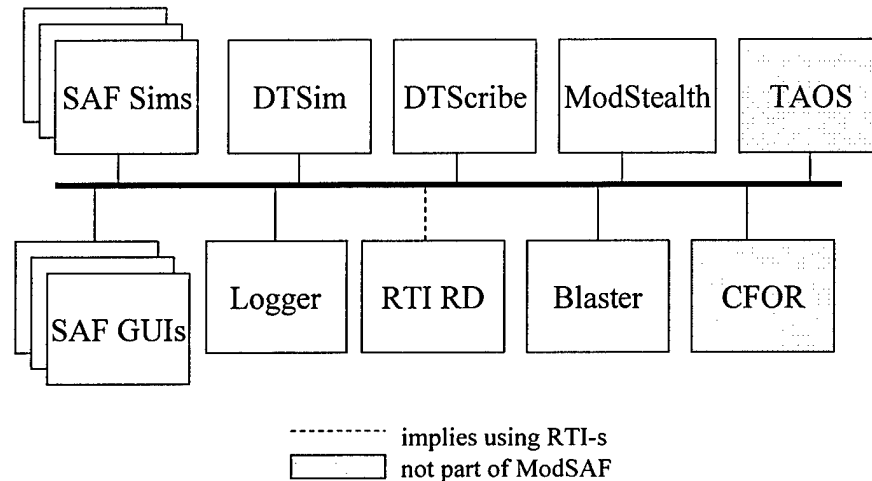 SAF Sims
DTSim
DTScribe
ModStealth
TAOS
SAF GUIs
Logger
RTI RD
Blaster
CFOR
implies using RTI-s
not part of ModSAF